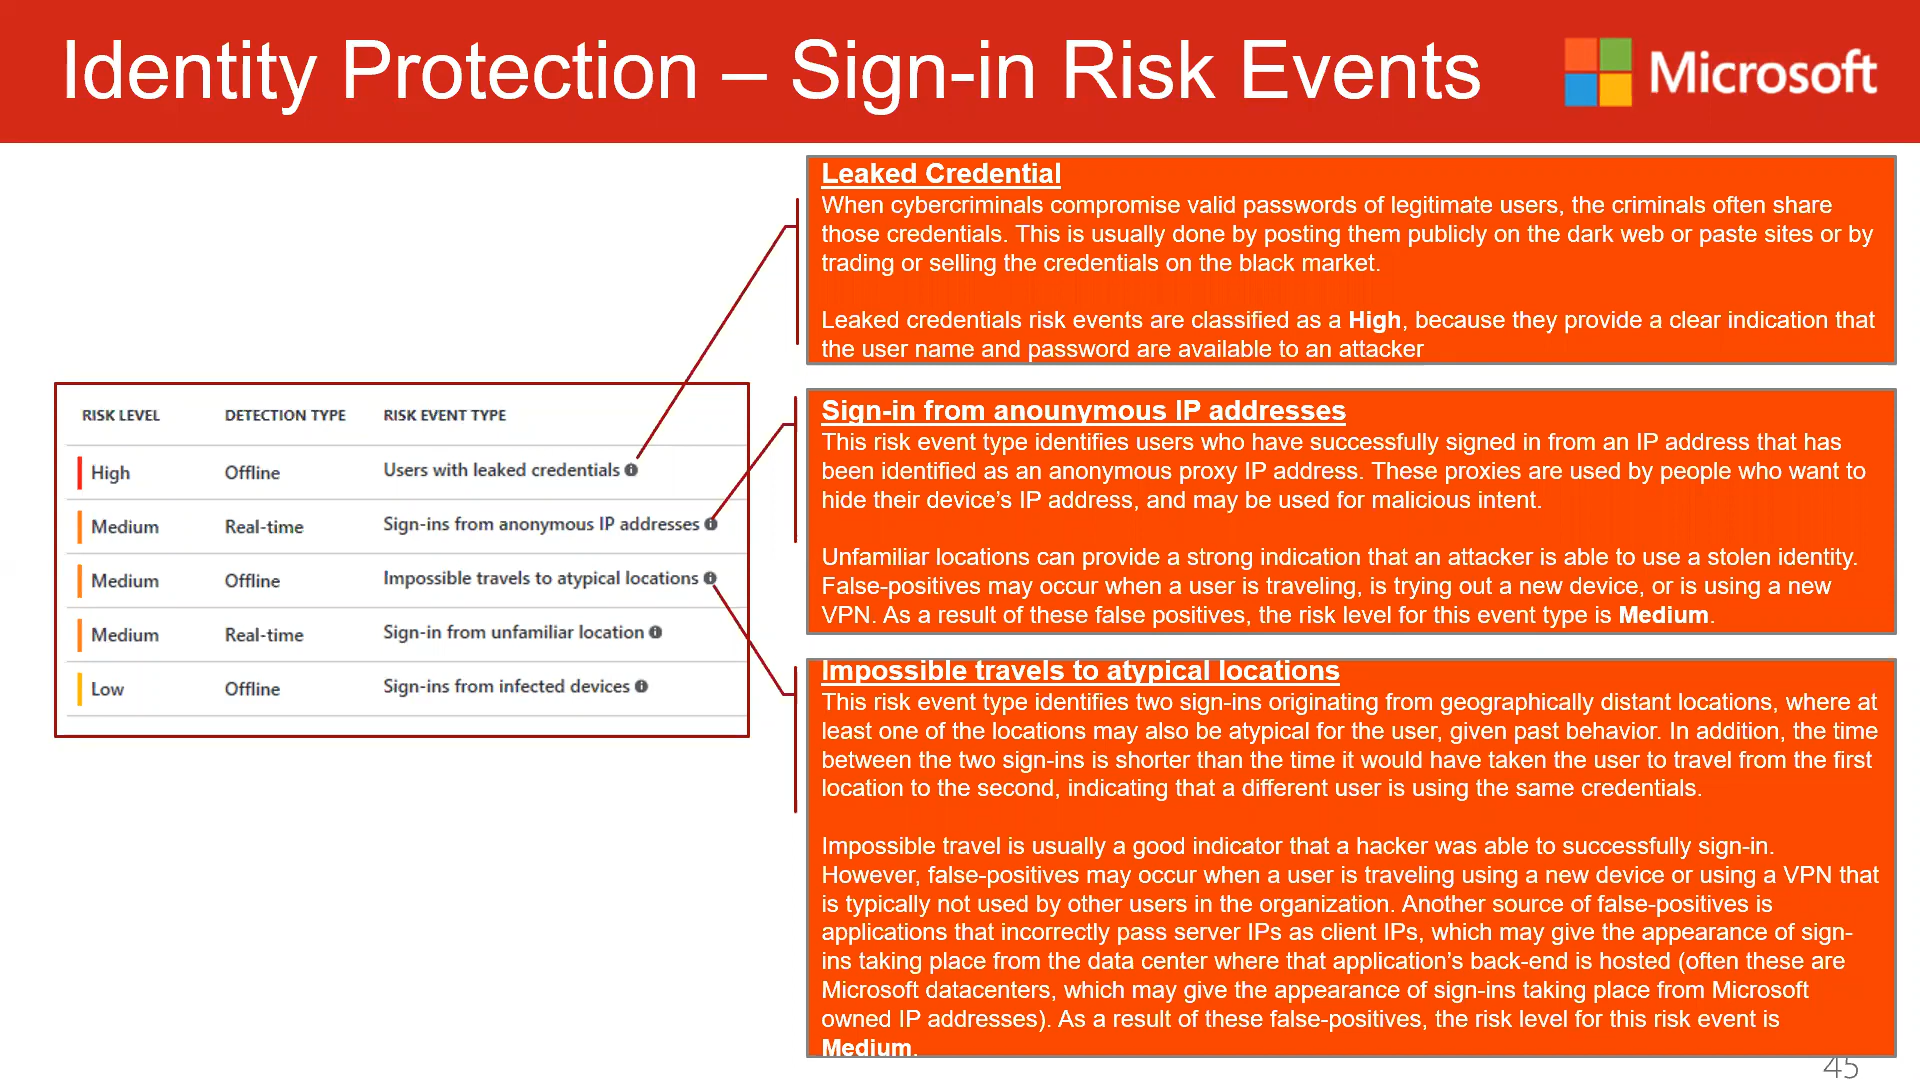 Identity Protection – Sign-in Risk Events
Microsoft
RISK LEVEL DETECTION TYPE RISK EVENT TYPE
High Offline Users with leaked credentials
Medium Real-time Sign-ins from anonymous IP addresses
Medium Offline Impossible travels to atypical locations
Medium Real-time Sign-in from unfamiliar location
Low Offline Sign-ins from infected devices
Leaked Credential
When cybercriminals compromise valid passwords of legitimate users, the criminals often share
those credentials. This is usually done by posting them publicly on the dark web or paste sites or by
trading or selling the credentials on the black market.
Leaked credentials risk events are classified as a High, because they provide a clear indication that
the user name and password are available to an attacker
Sign-in from anounymous IP addresses
This risk event type identifies users who have successfully signed in from an IP address that has
been identified as an anonymous proxy IP address. These proxies are used by people who want to
hide their device’s IP address, and may be used for malicious intent.
Unfamiliar locations can provide a strong indication that an attacker is able to use a stolen identity.
False-positives may occur when a user is traveling, is trying out a new device, or is using a new
VPN. As a result of these false positives, the risk level for this event type is Medium.
Impossible travels to atypical locations
This risk event type identifies two sign-ins originating from geographically distant locations, where at
least one of the locations may also be atypical for the user, given past behavior. In addition, the time
between the two sign-ins is shorter than the time it would have taken the user to travel from the first
location to the second, indicating that a different user is using the same credentials.
Impossible travel is usually a good indicator that a hacker was able to successfully sign-in.
However, false-positives may occur when a user is traveling using a new device or using a VPN that
is typically not used by other users in the organization. Another source of false-positives is
applications that incorrectly pass server IPs as client IPs, which may give the appearance of sign-
ins taking place from the data center where that application’s back-end is hosted (often these are
Microsoft datacenters, which may give the appearance of sign-ins taking place from Microsoft
owned IP addresses). As a result of these false-positives, the risk level for this risk event is
Medium.
45